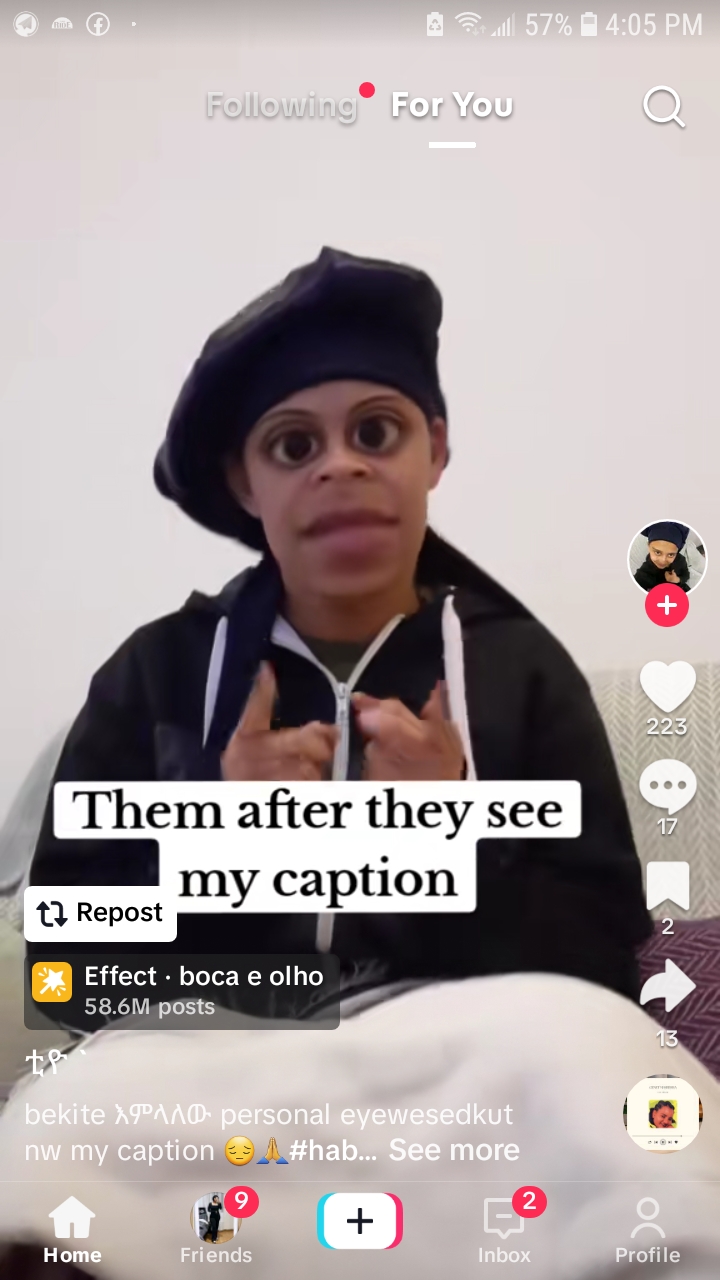 57% 4:05 PM
Following For You
223
17
Them after they see
my caption
Repost
2
Effect · boca e olho
58.6M posts
13
ቲዮ `
bekite እምላለው personal eyewesedkut
nw my caption 😔🙏#hab... See more
9
2
Home Friends Inbox Profile